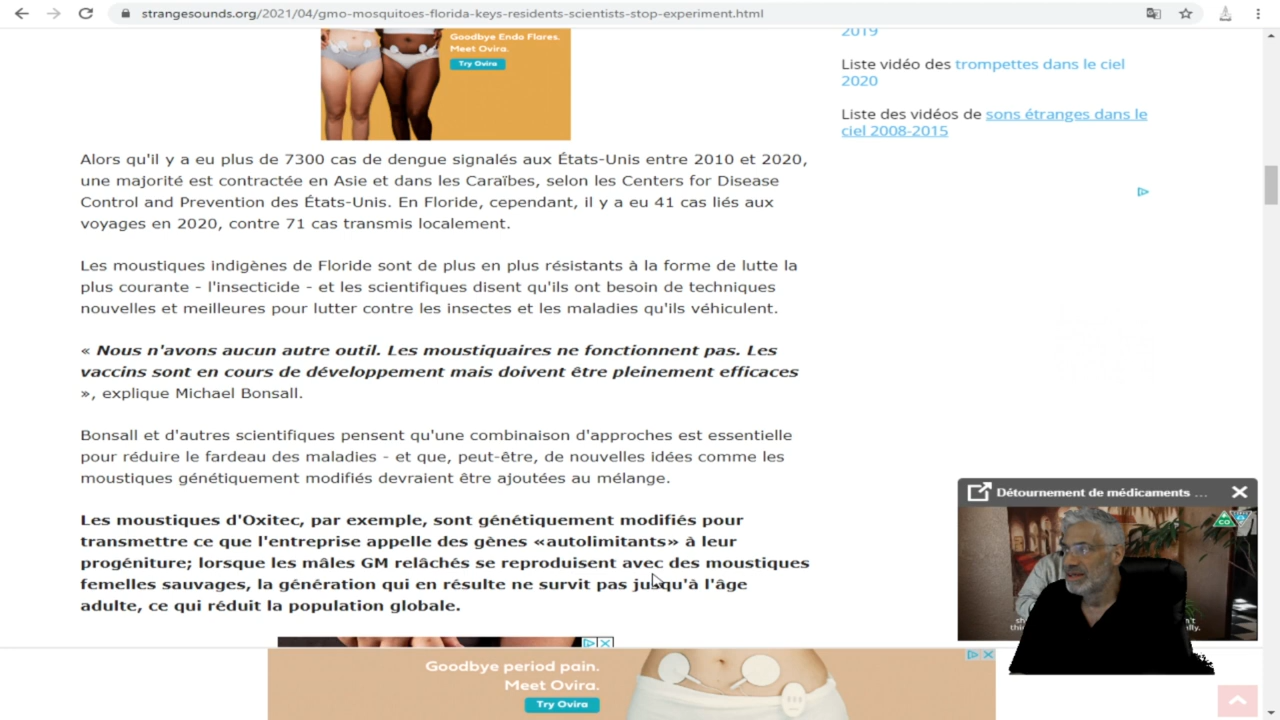 strangesounds.org/2021/04/gmo-mosquitoes-florida-keys-residents-scientists-stop-experiment.html
Goodbye Endo Flares.
Meet Ovira.
Try Ovira
2019
Liste vidéo des trompettes dans le ciel
2020
Liste des vidéos de sons étranges dans le
ciel 2008-2015
Alors qu'il y a eu plus de 7300 cas de dengue signalés aux États-Unis entre 2010 et 2020,
une majorité est contractée en Asie et dans les Caraïbes, selon les Centers for Disease
Control and Prevention des États-Unis. En Floride, cependant, il y a eu 41 cas liés aux
voyages en 2020, contre 71 cas transmis localement.
Les moustiques indigènes de Floride sont de plus en plus résistants à la forme de lutte la
plus courante - l'insecticide - et les scientifiques disent qu'ils ont besoin de techniques
nouvelles et meilleures pour lutter contre les insectes et les maladies qu'ils véhiculent.
« Nous n'avons aucun autre outil. Les moustiquaires ne fonctionnent pas. Les
vaccins sont en cours de développement mais doivent être pleinement efficaces
», explique Michael Bonsall.
Bonsall et d'autres scientifiques pensent qu'une combinaison d'approches est essentielle
pour réduire le fardeau des maladies - et que, peut-être, de nouvelles idées comme les
moustiques génétiquement modifiés devraient être ajoutées au mélange.
Les moustiques d'Oxitec, par exemple, sont génétiquement modifiés pour
transmettre ce que l'entreprise appelle des gènes «autolimitants» à leur
progéniture; lorsque les mâles GM relâchés se reproduisent avec des moustiques
femelles sauvages, la génération qui en résulte ne survit pas jusqu'à l'âge
adulte, ce qui réduit la population globale.
Détournement de médicaments ...
CO
Goodbye period pain.
Meet Ovira.
Try Ovira